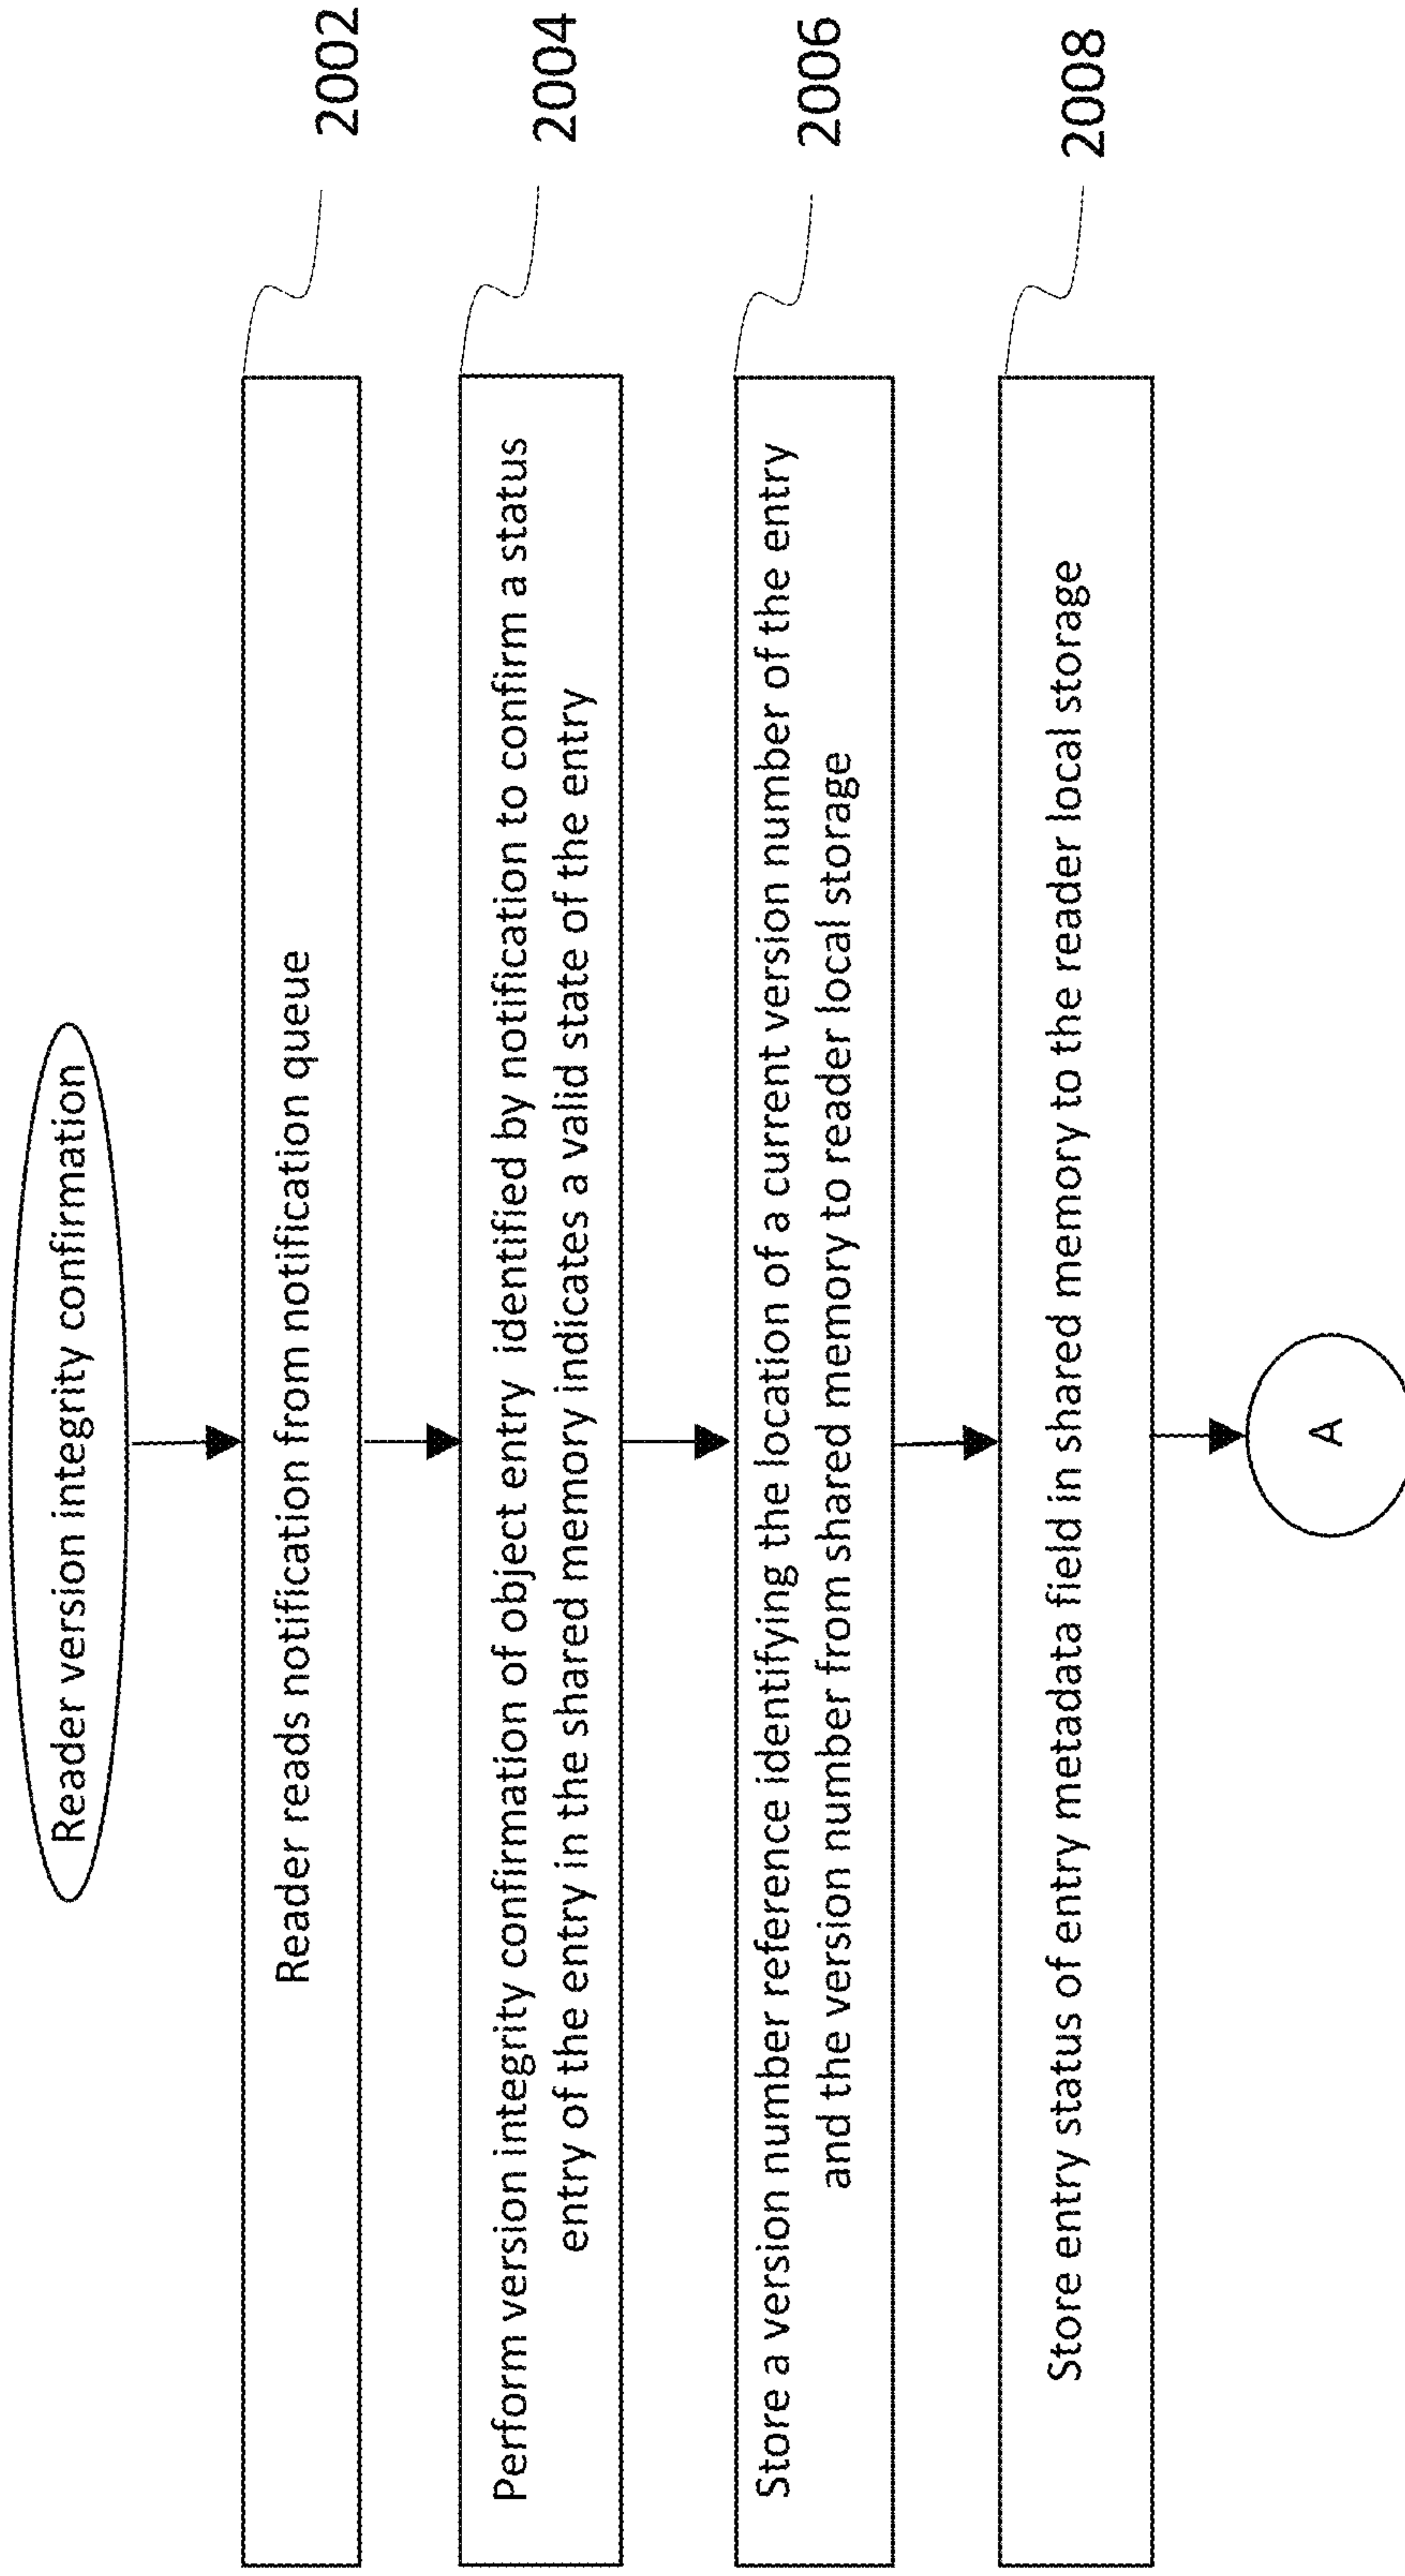 Reader version integrity confirmation
Reader reads notification from notification queue
2002
Perform version integrity confirmation of object entry identified by notification to confirm a status
entry of the entry in the shared memory indicates a valid state of the entry
2004
Store a version number reference identifying the location of a current version number of the entry
and the version number from shared memory to reader local storage
2006
Store entry status of entry metadata field in shared memory to the reader local storage
2008
A